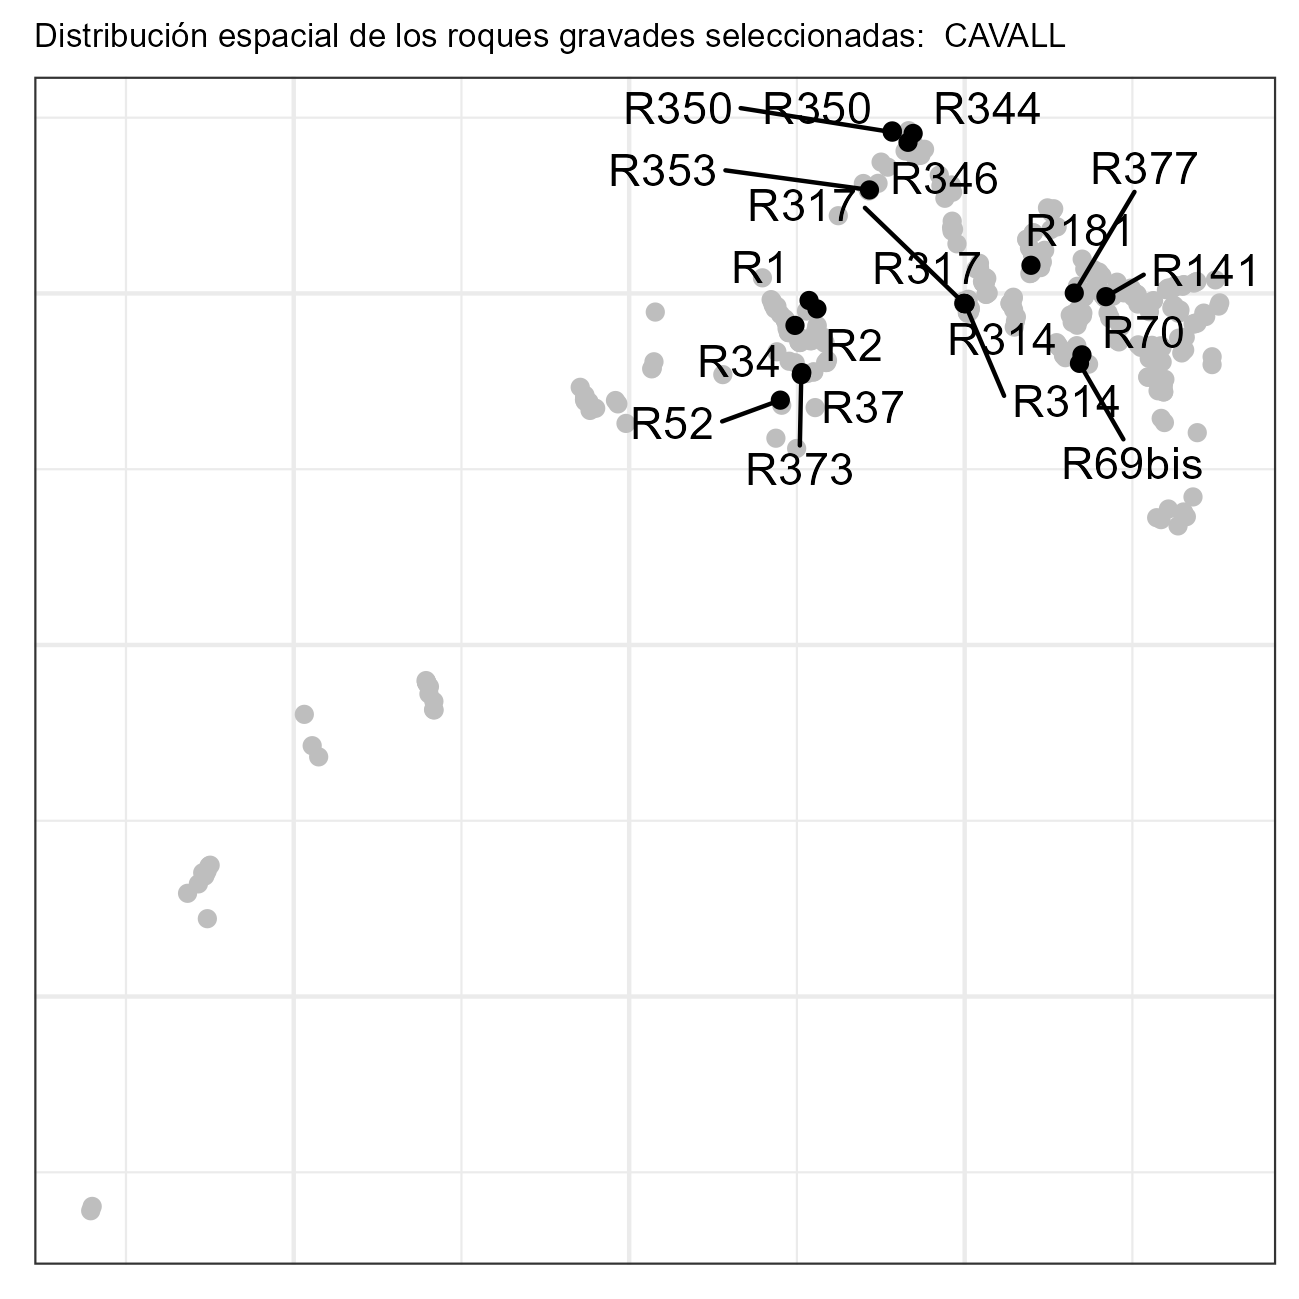 Distribución espacial de los roques gravades seleccionadas:  CAVALL
R350 R350 R344
R353 R346 R377
R317 R181
R1 R317 R141
R34 R2 R314 R70
R52 R37 R314
R373 R69bis